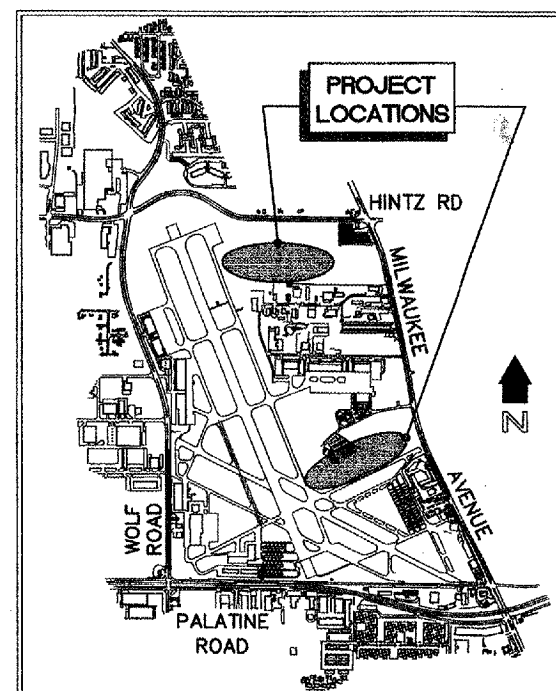 PROJECT
LOCATIONS
HINTZ RD
MILWAUKEE
AVENUE
N
WOLF
ROAD
PALATINE
ROAD